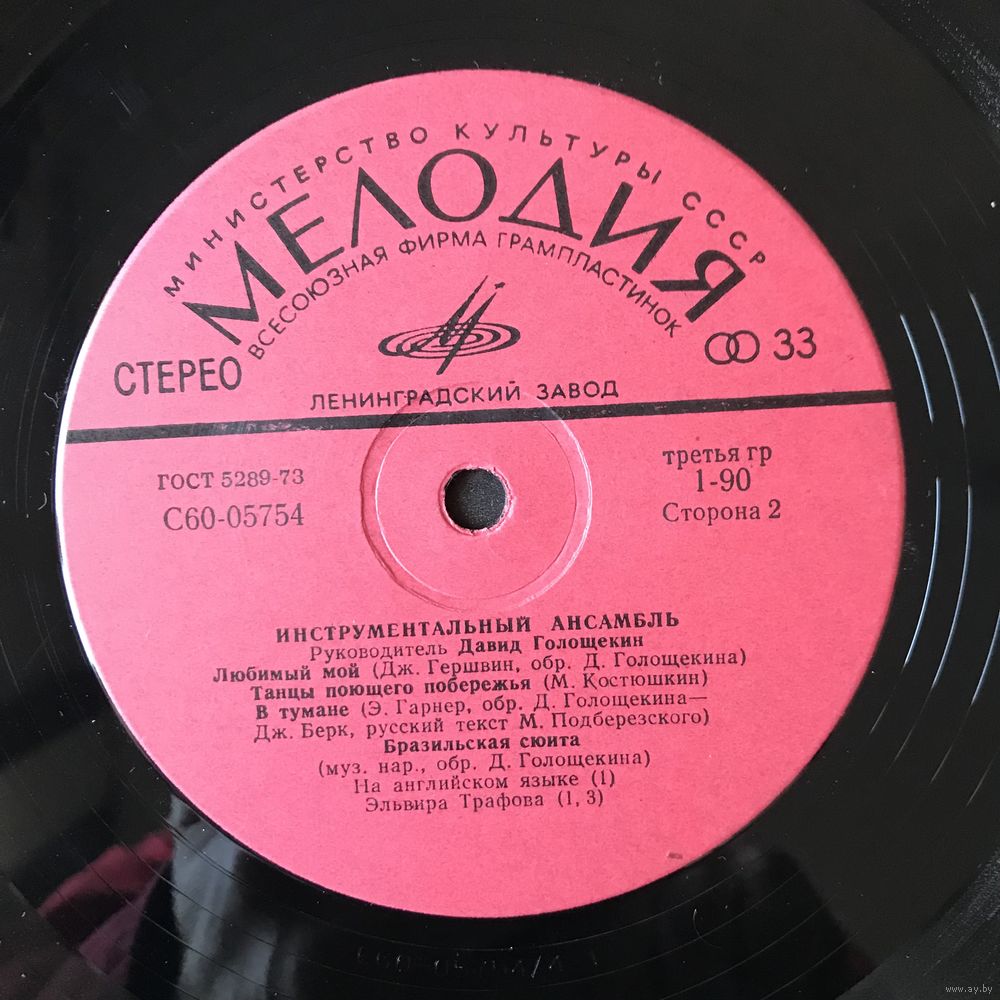 МИНИСТЕРСТВО КУЛЬТУРЫ СССР
МЕЛОДИЯ
ВСЕСОЮЗНАЯ ФИРМА ГРАМПЛАСТИНОК
СТЕРЕО
33
ЛЕНИНГРАДСКИЙ ЗАВОД
ГОСТ 5289-73
С60-05754
третья гр
1-90
Сторона 2
ИНСТРУМЕНТАЛЬНЫЙ АНСАМБЛЬ
Руководитель Давид Голощекин
Любимый мой (Дж. Гершвин, обр. Д. Голощекина)
Танцы поющего побережья (М. Костюшкин)
В тумане (Э. Гарнер, обр. Д. Голощекина—
Дж. Берк, русский текст М. Подберезского)
Бразильская сюита
(муз. нар., обр. Д. Голощекина)
На английском языке (1)
Эльвира Трафова (1, 3)
www.ay.by